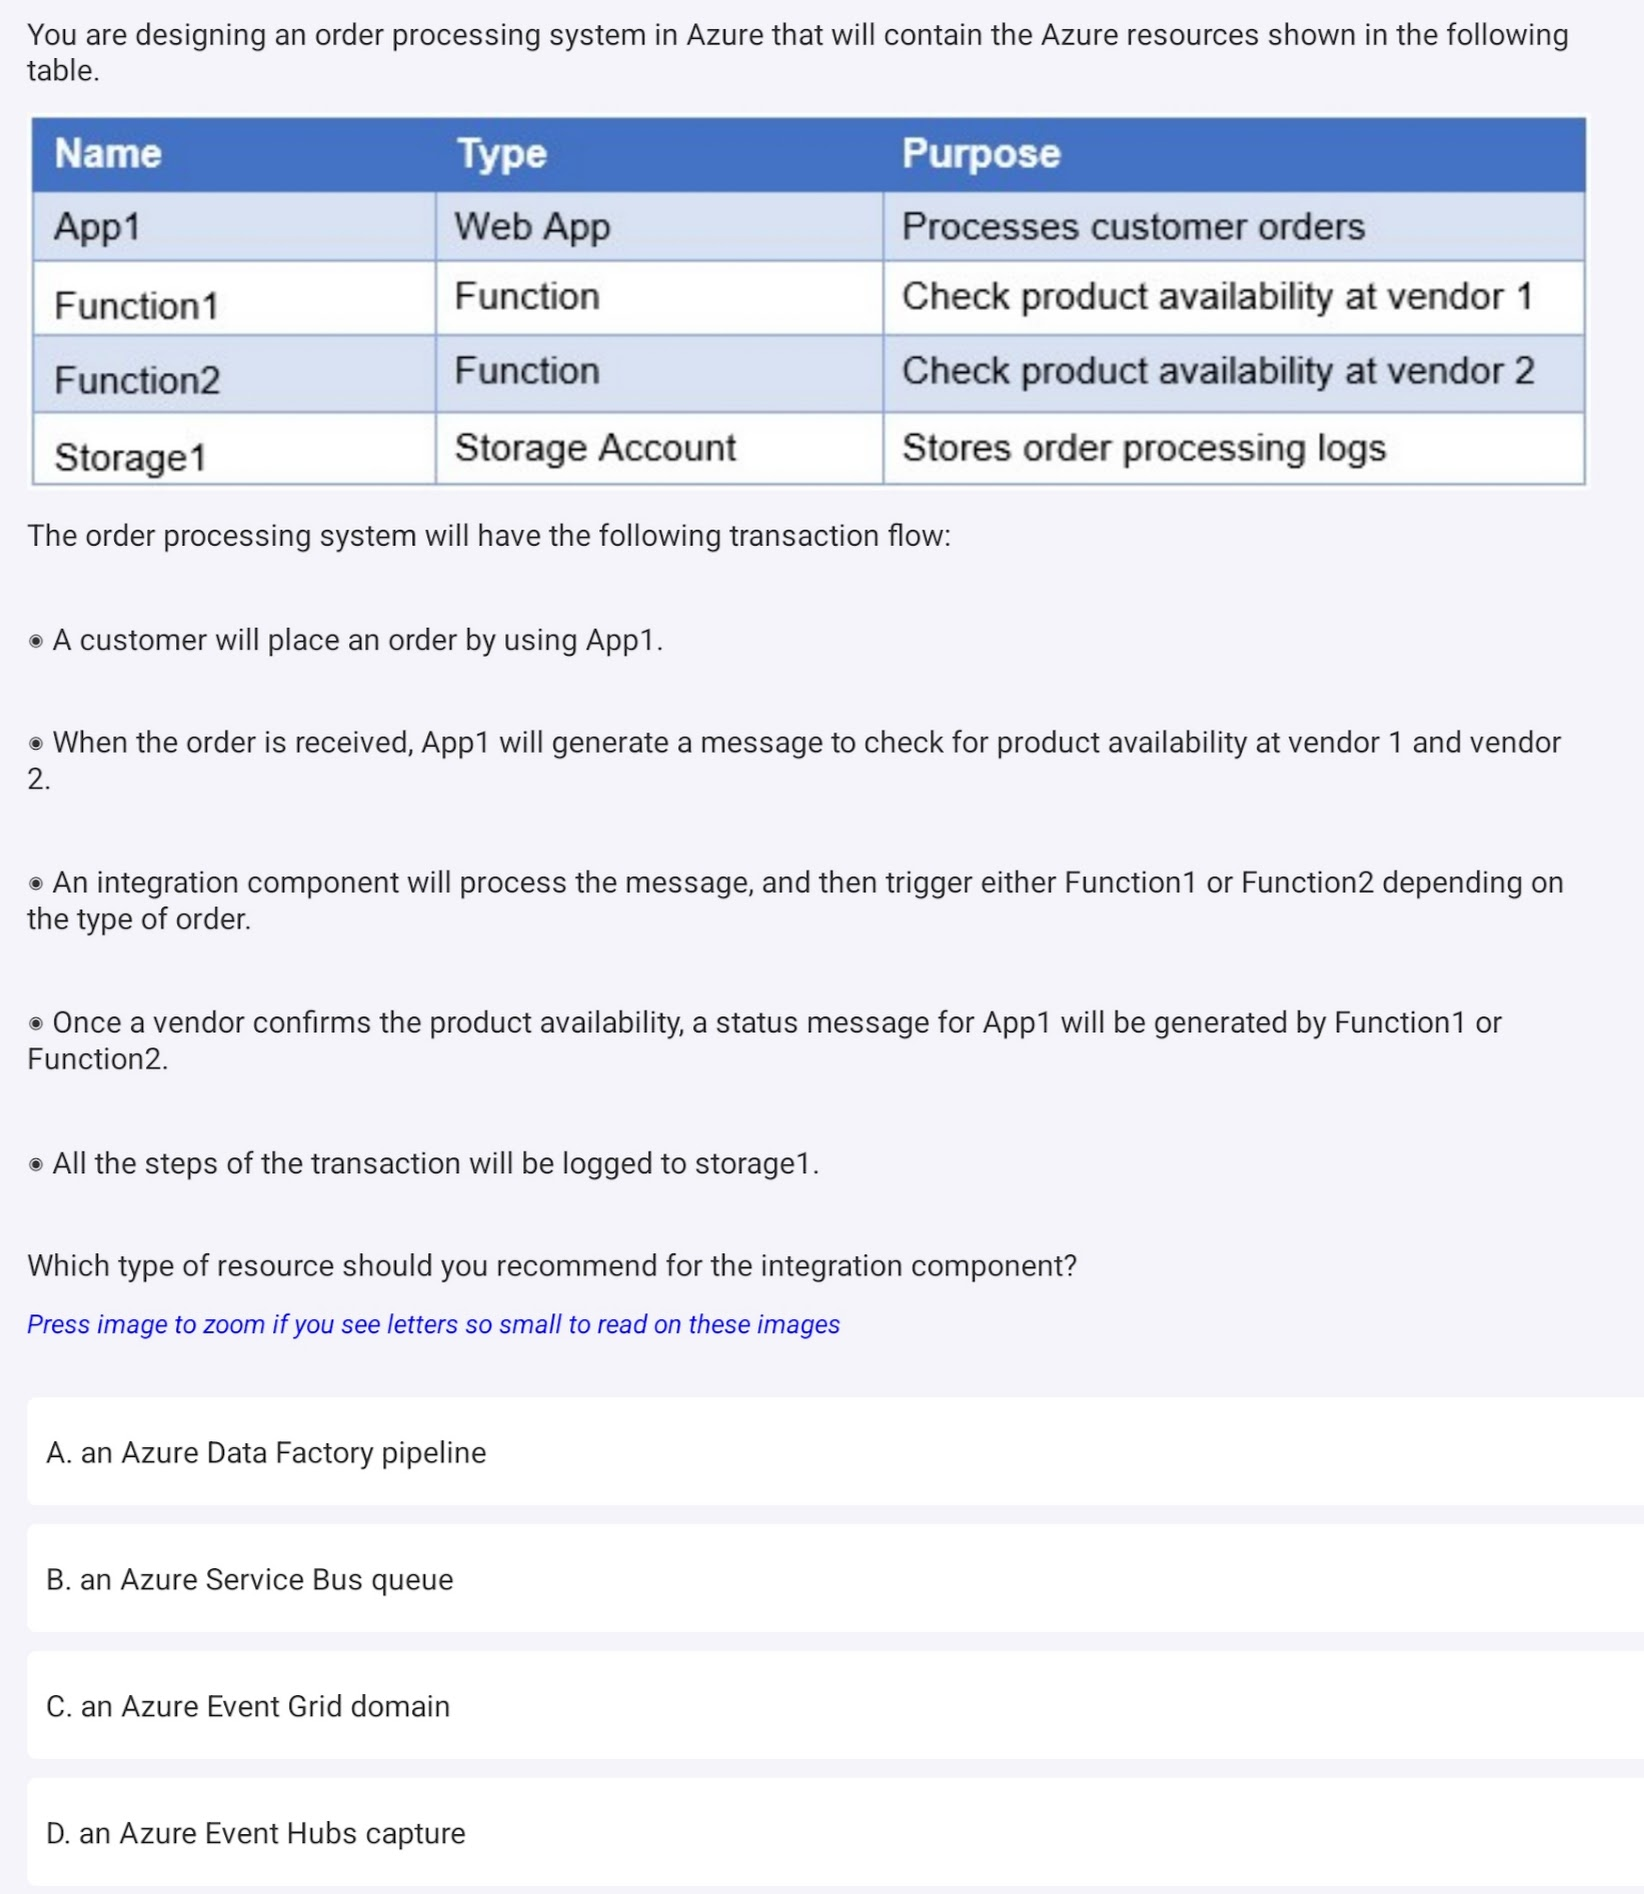 You are designing an order processing system in Azure that will contain the Azure resources shown in the following
table.
Name Type Purpose
App1 Web App Processes customer orders
Function1 Function Check product availability at vendor 1
Function2 Function Check product availability at vendor 2
Storage1 Storage Account Stores order processing logs
The order processing system will have the following transaction flow:
◉ A customer will place an order by using App1.
◉ When the order is received, App1 will generate a message to check for product availability at vendor 1 and vendor
2.
◉ An integration component will process the message, and then trigger either Function1 or Function2 depending on
the type of order.
◉ Once a vendor confirms the product availability, a status message for App1 will be generated by Function1 or
Function2.
◉ All the steps of the transaction will be logged to storage1.
Which type of resource should you recommend for the integration component?
Press image to zoom if you see letters so small to read on these images
A. an Azure Data Factory pipeline
B. an Azure Service Bus queue
C. an Azure Event Grid domain
D. an Azure Event Hubs capture